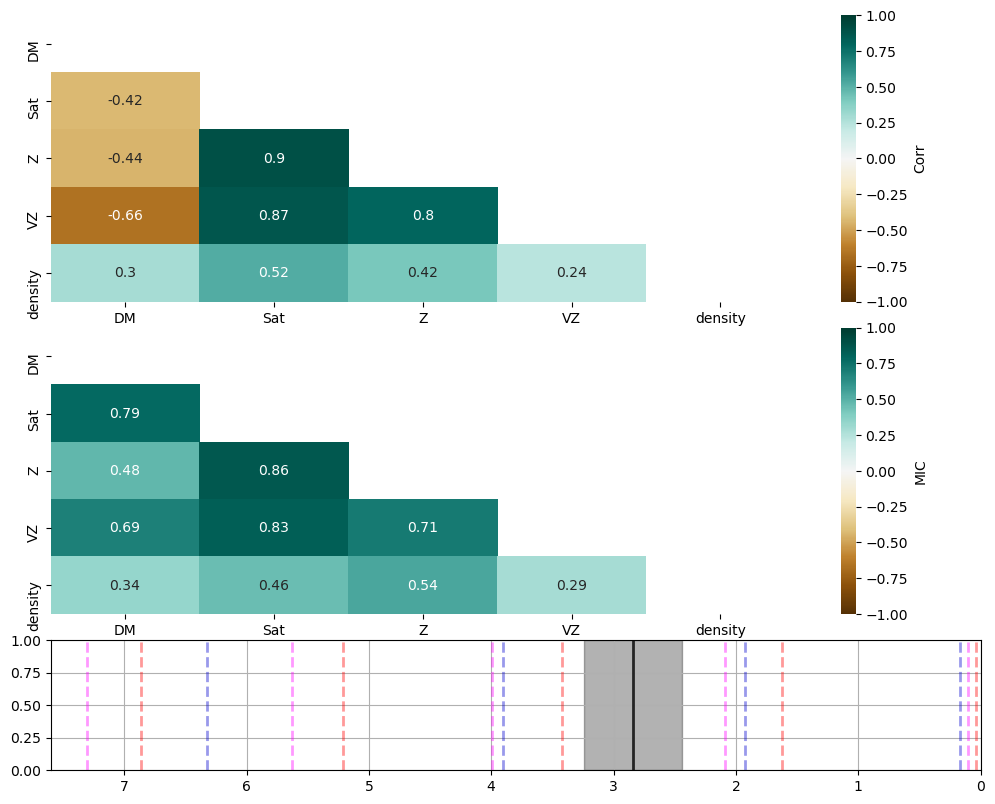 DM
Sat
Z
VZ
density
-0.42
-0.44 0.9
-0.66 0.87 0.8
0.3 0.52 0.42 0.24
DM Sat Z VZ density
1.00
0.75
0.50
0.25
0.00
−0.25
−0.50
−0.75
−1.00
Corr
DM
Sat
Z
VZ
density
0.79
0.48 0.86
0.69 0.83 0.71
0.34 0.46 0.54 0.29
DM Sat Z VZ density
1.00
0.75
0.50
0.25
0.00
−0.25
−0.50
−0.75
−1.00
MIC
1.00
0.75
0.50
0.25
0.00
7 6 5 4 3 2 1 0